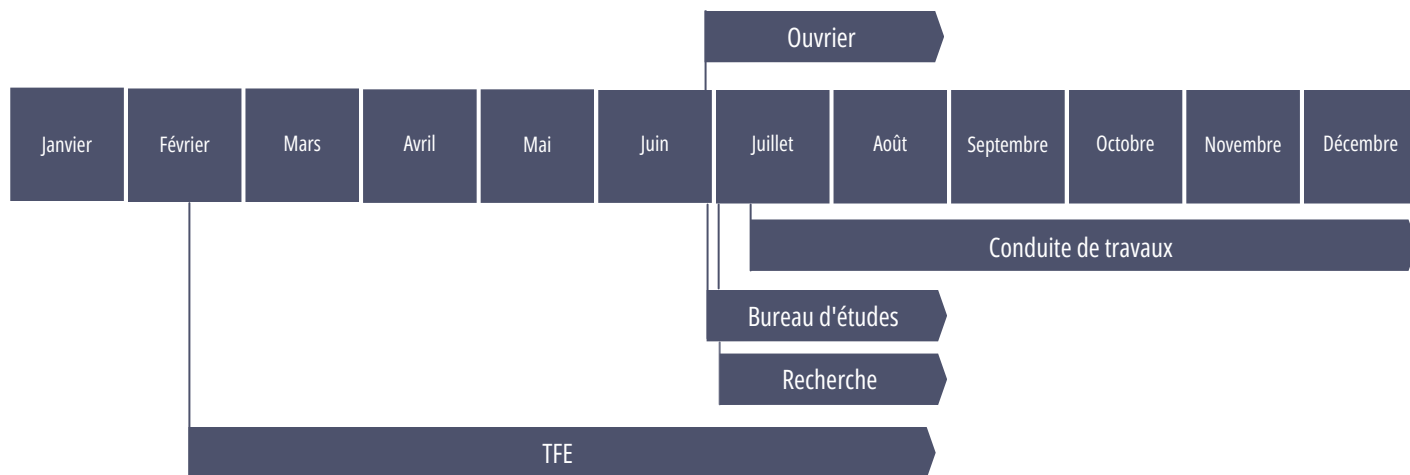 Ouvrier
Janvier Février Mars Avril Mai Juin Juillet Août Septembre Octobre Novembre Décembre
Conduite de travaux
Bureau d'études
Recherche
TFE